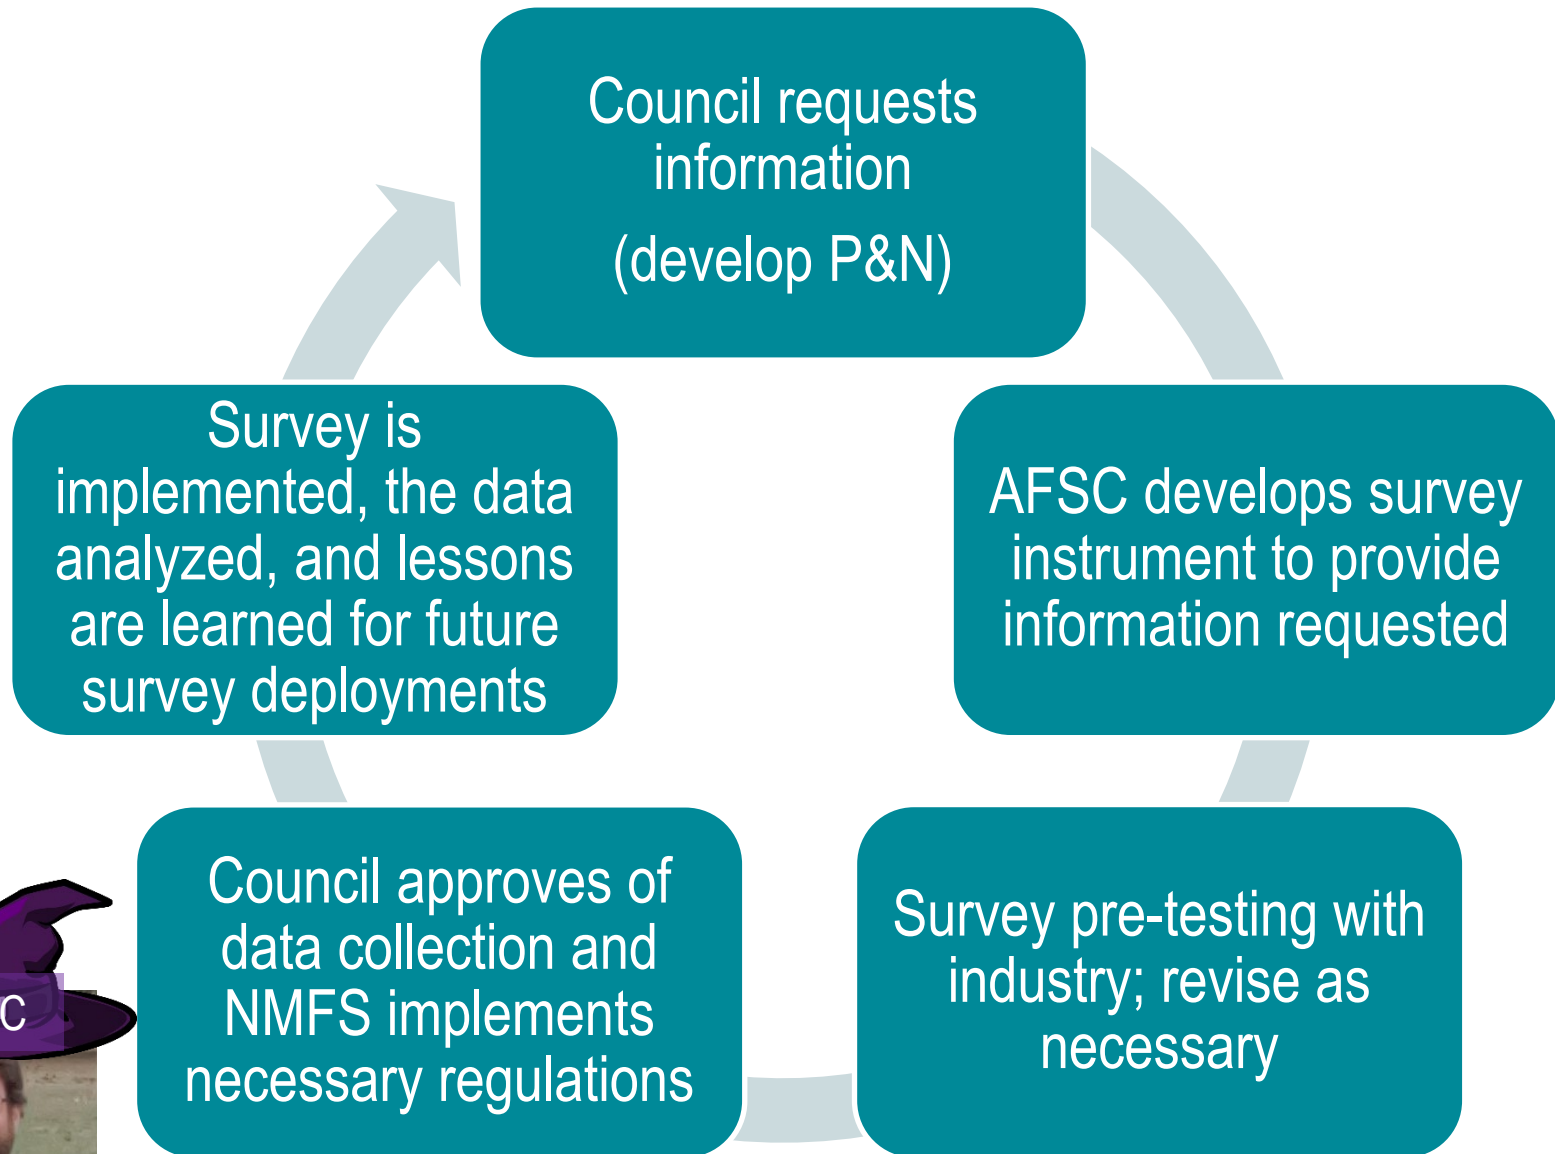 Council requests
information
(develop P&N)
AFSC develops survey
instrument to provide
information requested
Survey pre-testing with
industry; revise as
necessary
Council approves of
data collection and
NMFS implements
necessary regulations
Survey is
implemented, the data
analyzed, and lessons
are learned for future
survey deployments
C